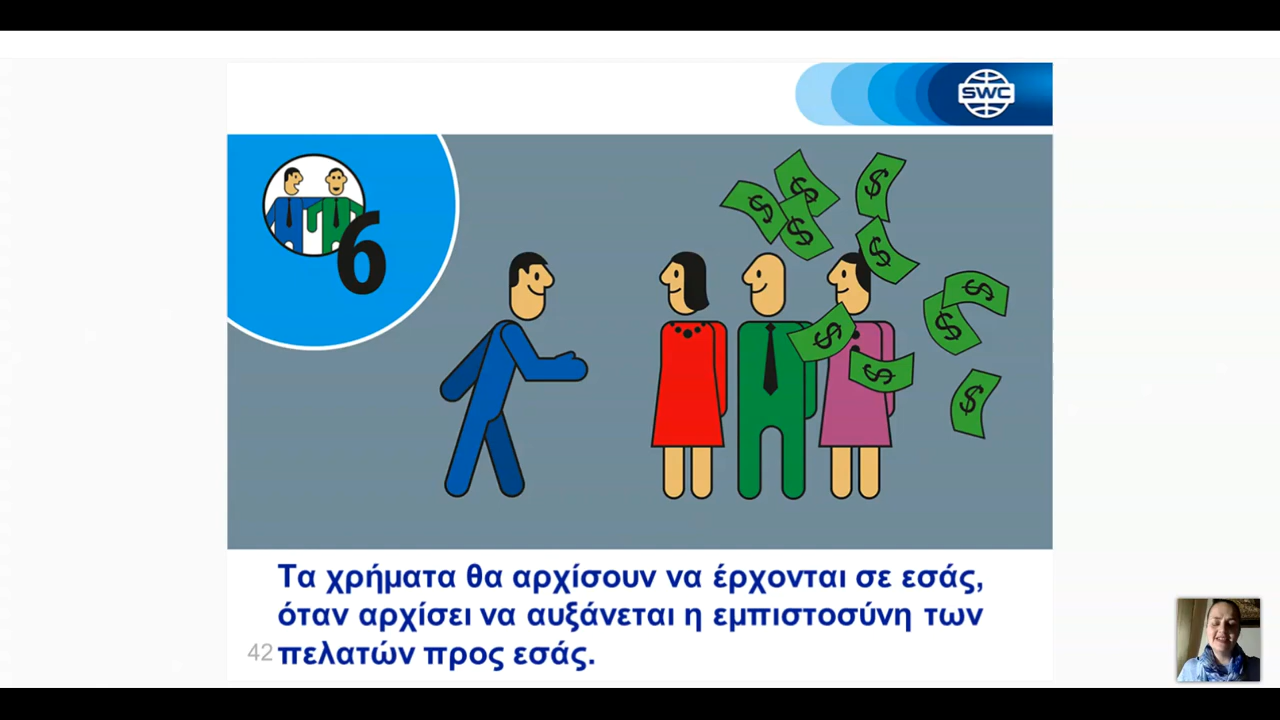 SWC
6
$ $ $ $ $ $ $ $ $ $
Τα χρήματα θα αρχίσουν να έρχονται σε εσάς,
όταν αρχίσει να αυξάνεται η εμπιστοσύνη των
42 πελατών προς εσάς.